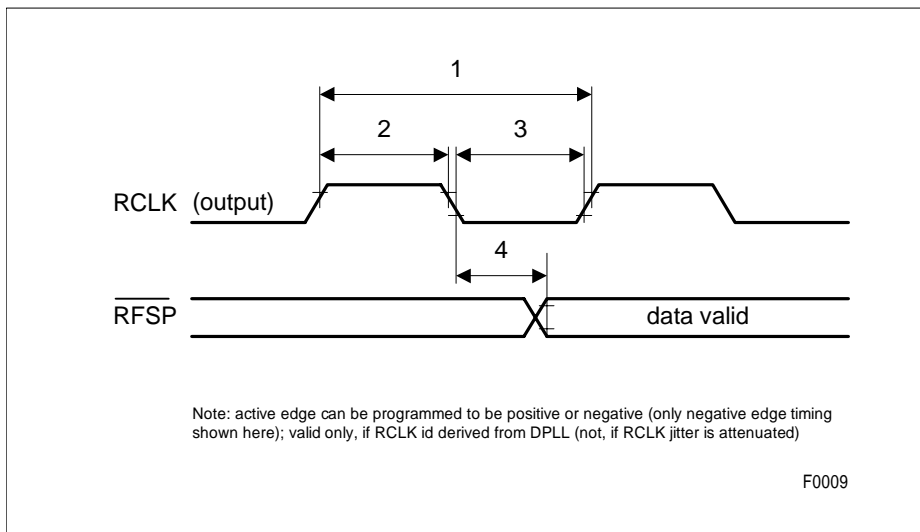 1
2
3
RCLK (output)
4
RFSP
data valid
Note: active edge can be programmed to be positive or negative (only negative edge timing
shown here); valid only, if RCLK id derived from DPLL (not, if RCLK jitter is attenuated)
F0009